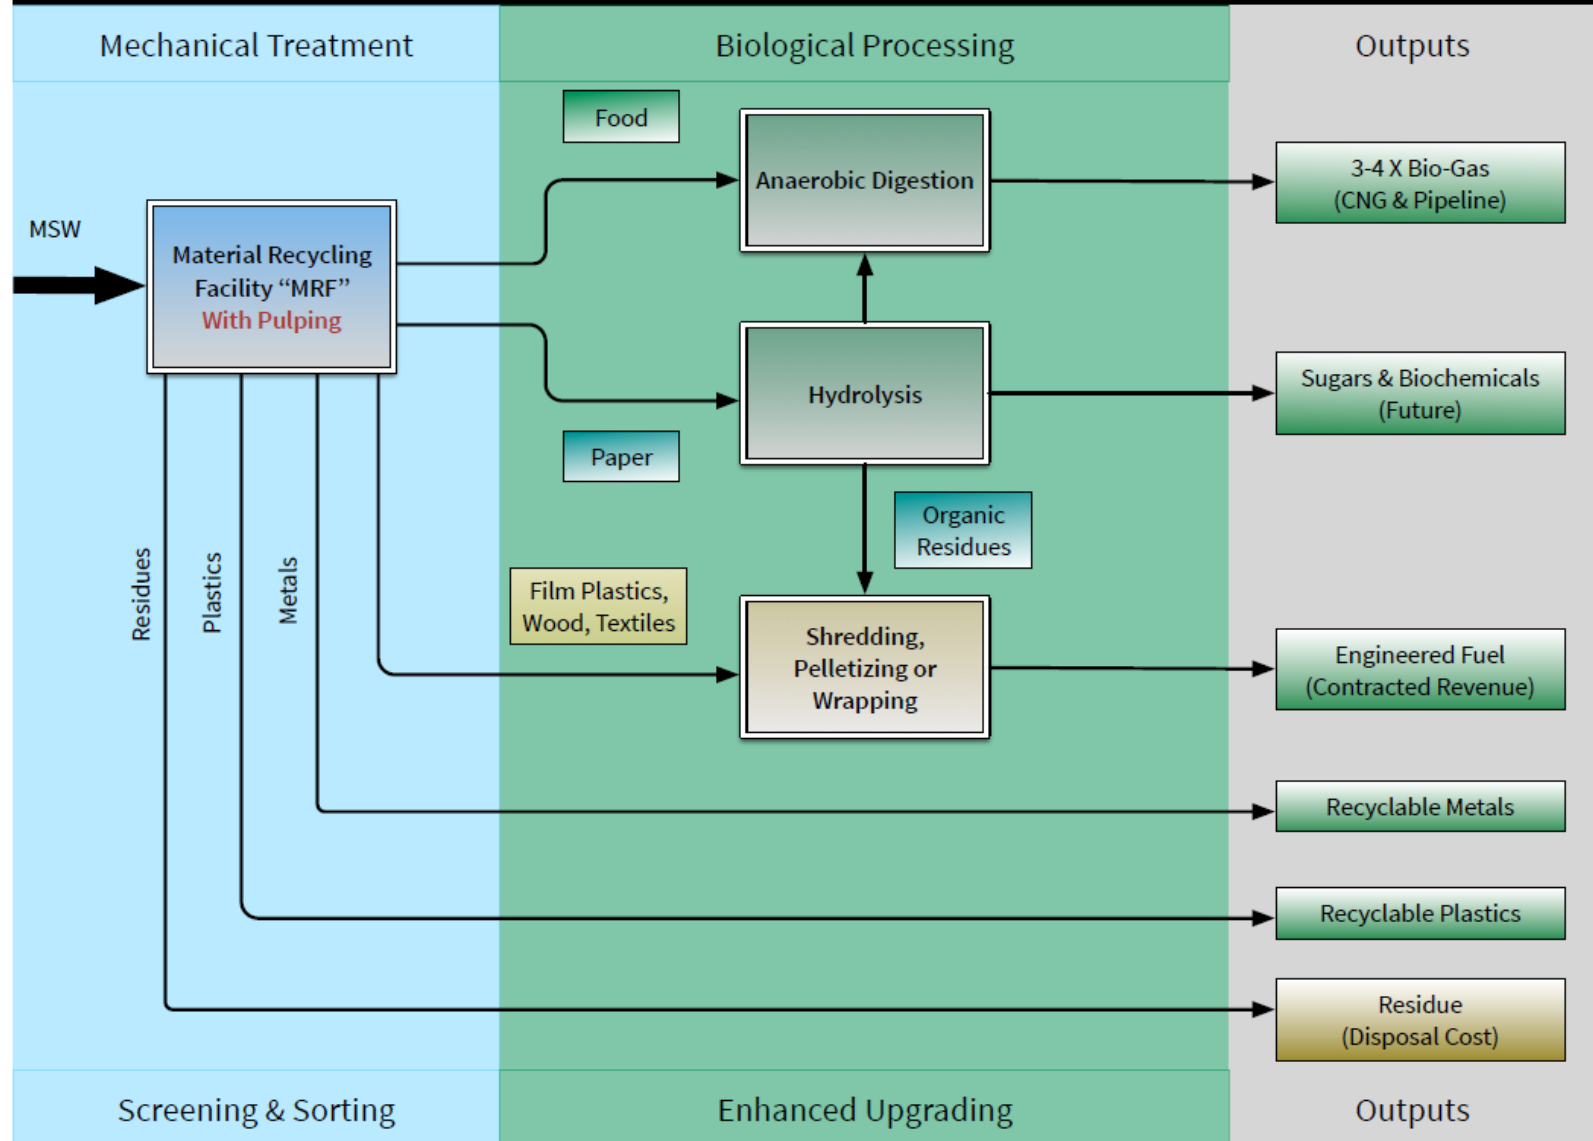 Mechanical Treatment
Biological Processing
Outputs
MSW
Material Recycling
Facility “MRF”
With Pulping
Food
Anaerobic Digestion
3-4 X Bio-Gas
(CNG & Pipeline)
Hydrolysis
Sugars & Biochemicals
(Future)
Paper
Organic
Residues
Residues
Plastics
Metals
Film Plastics,
Wood, Textiles
Shredding,
Pelletizing or
Wrapping
Engineered Fuel
(Contracted Revenue)
Recyclable Metals
Recyclable Plastics
Residue
(Disposal Cost)
Screening & Sorting
Enhanced Upgrading
Outputs